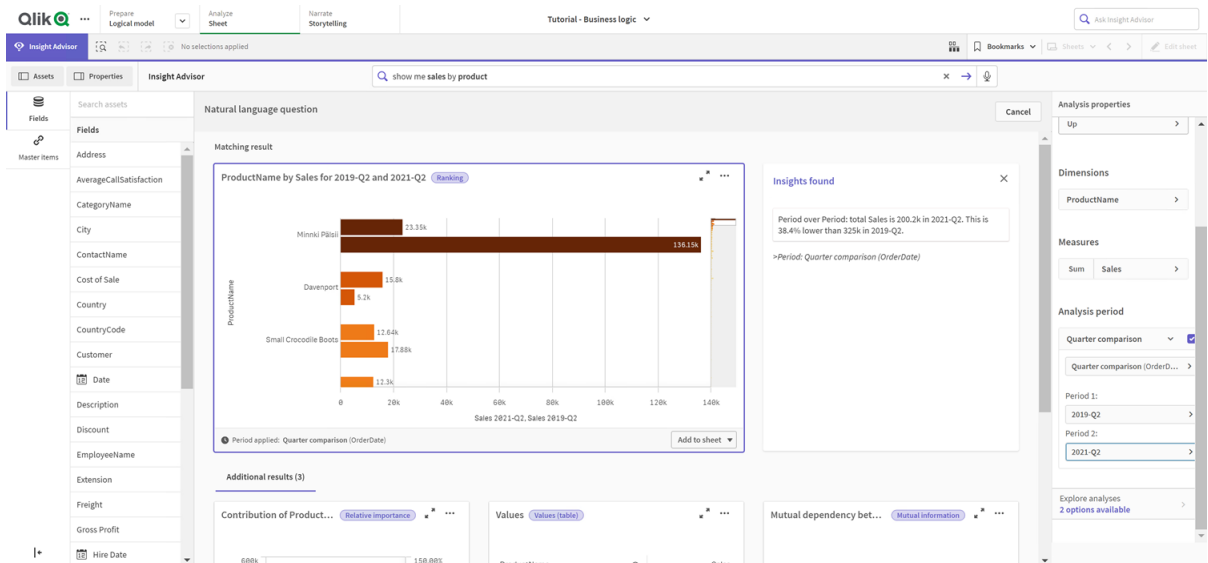 Qlik
Prepare
Logical model
Analyze
Sheet
Narrate
Storytelling
Tutorial - Business logic
Ask Insight Advisor
Insight Advisor
No selections applied
Bookmarks
Sheets
Edit sheet
Assets
Properties
Insight Advisor
show me sales by product
Fields
Master items
Search assets
Fields
Address
AverageCallSatisfaction
CategoryName
City
ContactName
Cost of Sale
Country
CountryCode
Customer
Date
Description
Discount
EmployeeName
Extension
Freight
Gross Profit
Hire Date
Natural language question
Cancel
Matching result
ProductName by Sales for 2019-Q2 and 2021-Q2 Ranking
ProductName
Minnki Pälsii
23.35k
136.15k
Davenport
15.8k
5.2k
Small Crocodile Boots
12.64k
17.88k
12.3k
0 20k 40k 60k 80k 100k 120k 140k
Sales 2021-Q2, Sales 2019-Q2
Period applied: Quarter comparison (OrderDate)
Add to sheet
Insights found
Period over Period: total Sales is 200.2k in 2021-Q2. This is
38.4% lower than 325k in 2019-Q2.
>Period: Quarter comparison (OrderDate)
Additional results (3)
Contribution of Product... Relative importance
600k 150.00%
Values Values (table)
Mutual dependency bet... Mutual information
Analysis properties
Up
Dimensions
ProductName
Measures
Sum Sales
Analysis period
Quarter comparison
Quarter comparison (OrderD...
Period 1:
2019-Q2
Period 2:
2021-Q2
Explore analyses
2 options available